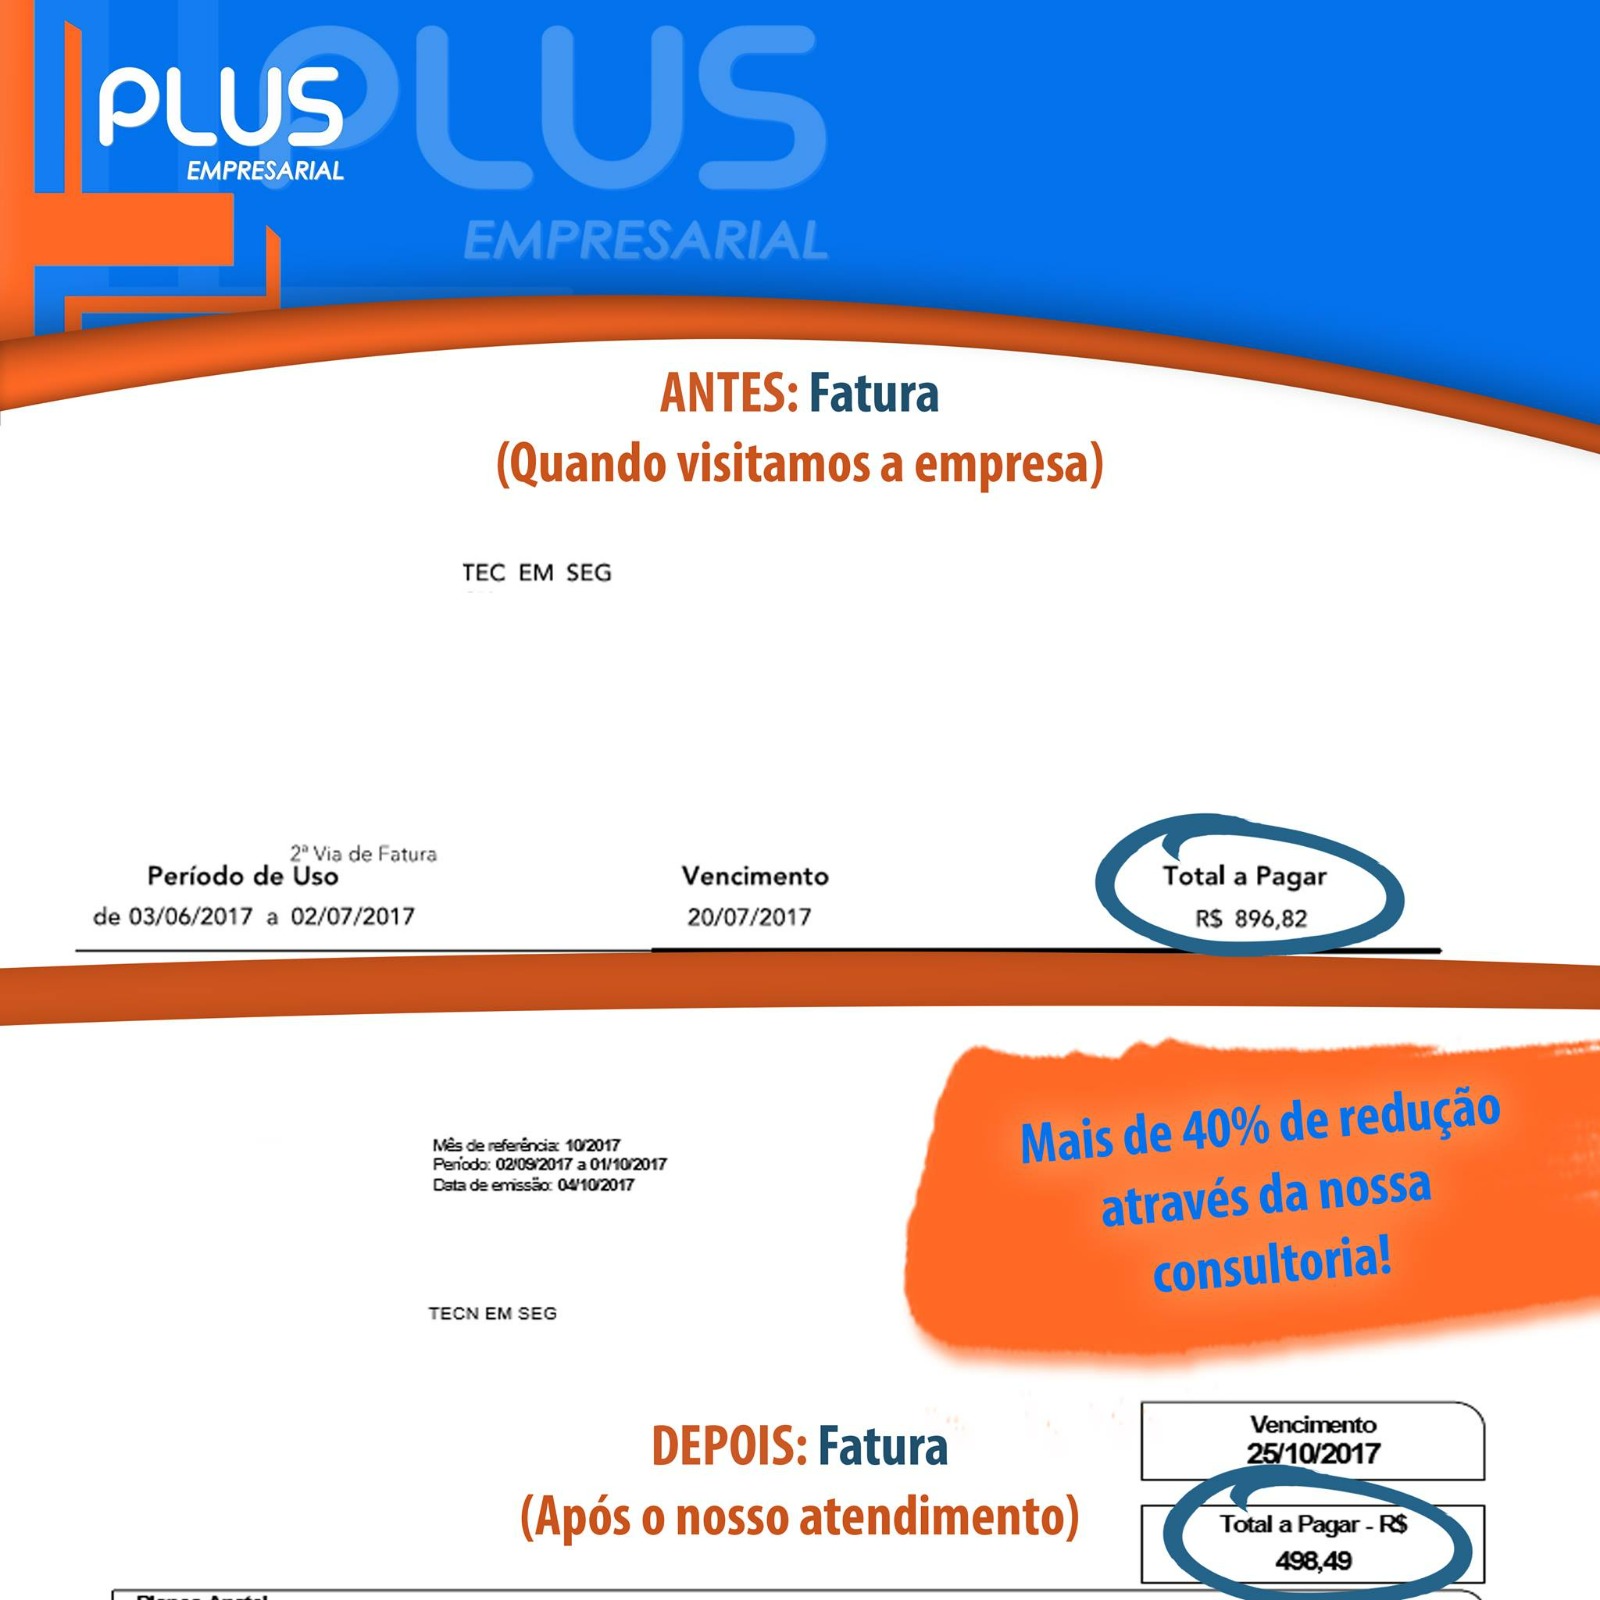 PLUS
EMPRESARIAL
PLUS
EMPRESARIAL
ANTES: Fatura
(Quando visitamos a empresa)
TEC EM SEG
2ª Via de Fatura
Período de Uso Vencimento Total a Pagar
de 03/06/2017 a 02/07/2017 20/07/2017 R$ 896,82
Mais de 40% de redução
através da nossa
consultoria!
Mês de referência: 10/2017
Período: 02/09/2017 a 01/10/2017
Data de emissão: 04/10/2017
TECN EM SEG
DEPOIS: Fatura
(Após o nosso atendimento)
Vencimento
25/10/2017
Total a Pagar - R$
498,49